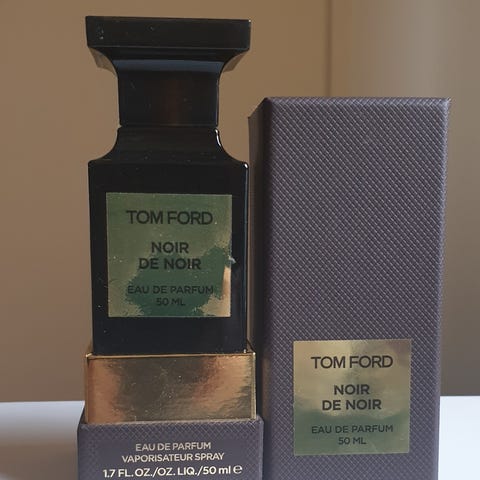 TOM FORD
NOIR
DE NOIR
EAU DE PARFUM
50 ML
EAU DE PARFUM
VAPORISATEUR SPRAY
1.7 FL.OZ./OZ. LIQ./50 ml ℮
TOM FORD
NOIR
DE NOIR
EAU DE PARFUM
50 ML